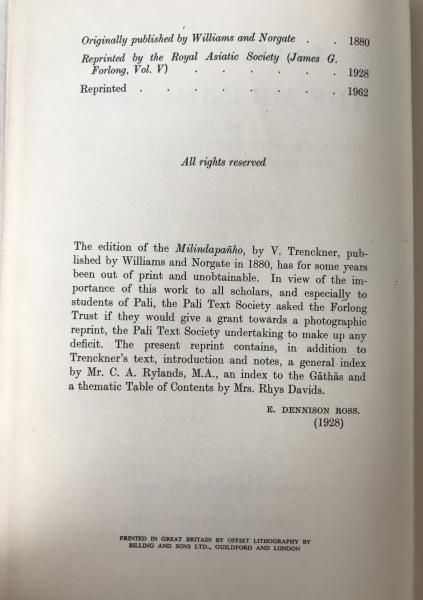 Originally published by Williams and Norgate . . 1880
Reprinted by the Royal Asiatic Society (James G.
Forlong, Vol. V) . . . . . . 1928
Reprinted . . . . . . . . 1962
All rights reserved
The edition of the Milindapañho, by V. Trenckner, pub-
lished by Williams and Norgate in 1880, has for some years
been out of print and unobtainable. In view of the im-
portance of this work to all scholars, and especially to
students of Pali, the Pali Text Society asked the Forlong
Trust if they would give a grant towards a photographic
reprint, the Pali Text Society undertaking to make up any
deficit. The present reprint contains, in addition to
Trenckner's text, introduction and notes, a general index
by Mr. C. A. Rylands, M.A., an index to the Gāthās and
a thematic Table of Contents by Mrs. Rhys Davids.
E. DENNISON ROSS.
(1928)
PRINTED IN GREAT BRITAIN BY OFFSET LITHOGRAPHY BY
BILLING AND SONS LTD., GUILDFORD AND LONDON